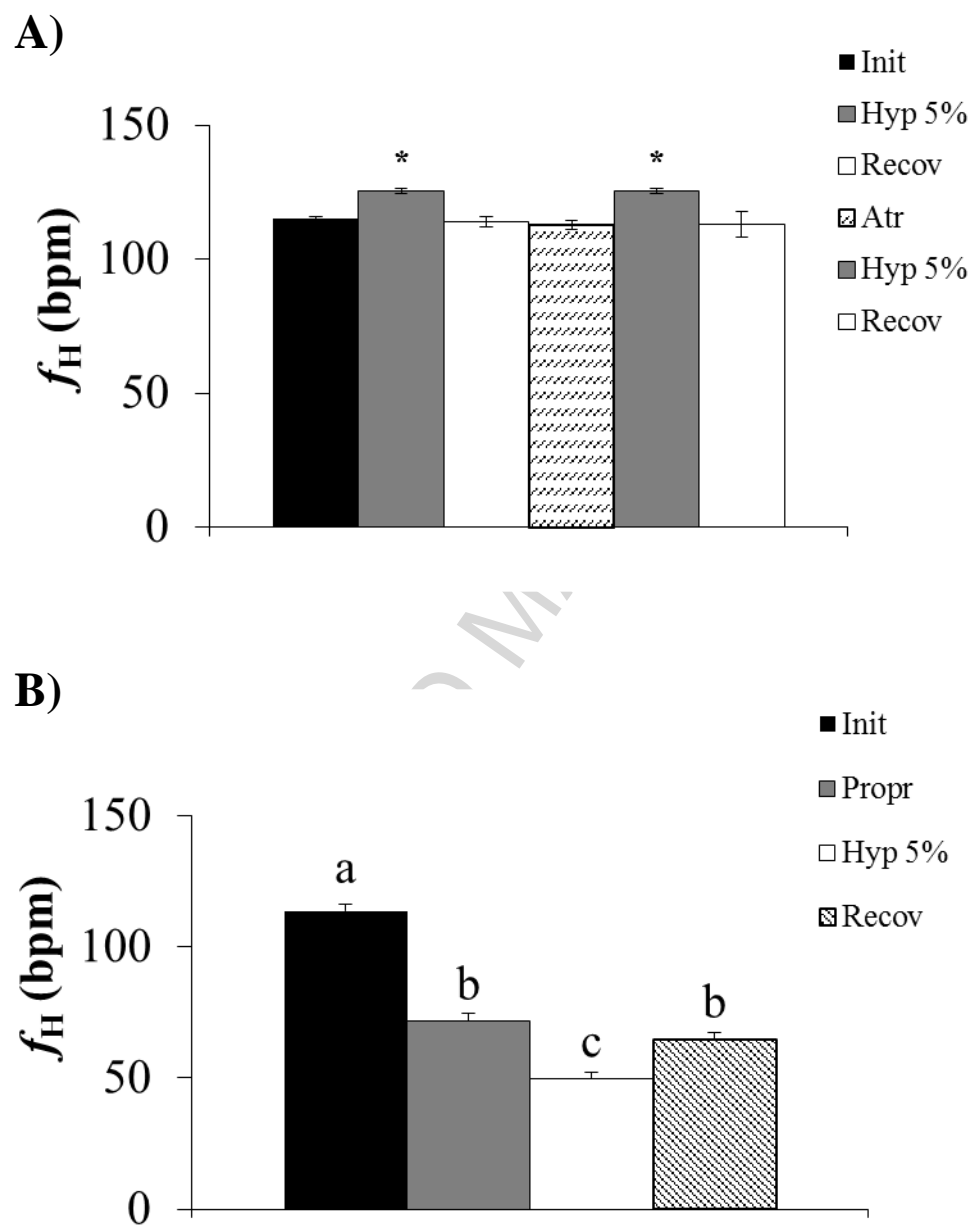 A)
Init
Hyp 5%
Recov
Atr
Hyp 5%
Recov
150
100
50
0
fH (bpm)
*
*
B)
Init
Propr
Hyp 5%
Recov
150
100
50
0
fH (bpm)
a
b
c
b